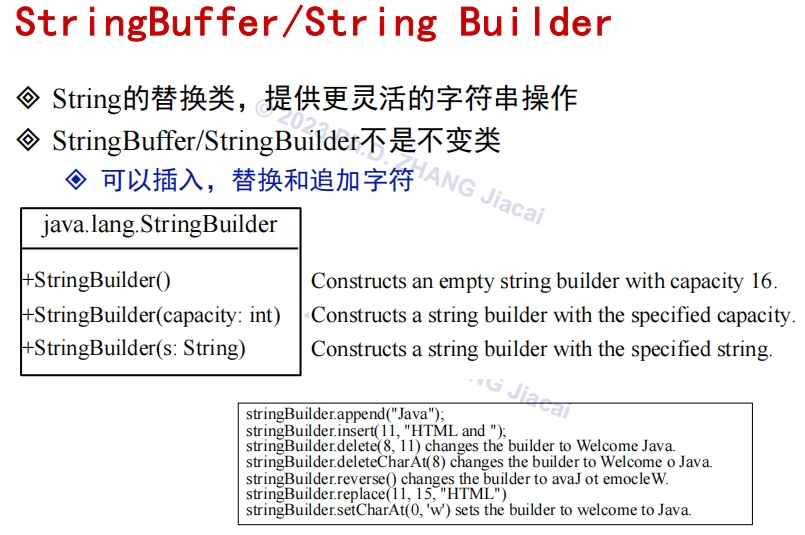 StringBuffer/String Builder
String的替换类，提供更灵活的字符串操作
StringBuffer/StringBuilder不是不变类
可以插入，替换和追加字符
© 2023 Ph.D. ZHANG Jiacai
java.lang.StringBuilder
+StringBuilder() Constructs an empty string builder with capacity 16.
+StringBuilder(capacity: int) Constructs a string builder with the specified capacity.
+StringBuilder(s: String) Constructs a string builder with the specified string.
Jiacai
stringBuilder.append("Java");
stringBuilder.insert(11, "HTML and ");
stringBuilder.delete(8, 11) changes the builder to Welcome Java.
stringBuilder.deleteCharAt(8) changes the builder to Welcome o Java.
stringBuilder.reverse() changes the builder to avaJ ot emocleW.
stringBuilder.replace(11, 15, "HTML")
stringBuilder.setCharAt(0, 'w') sets the builder to welcome to Java.